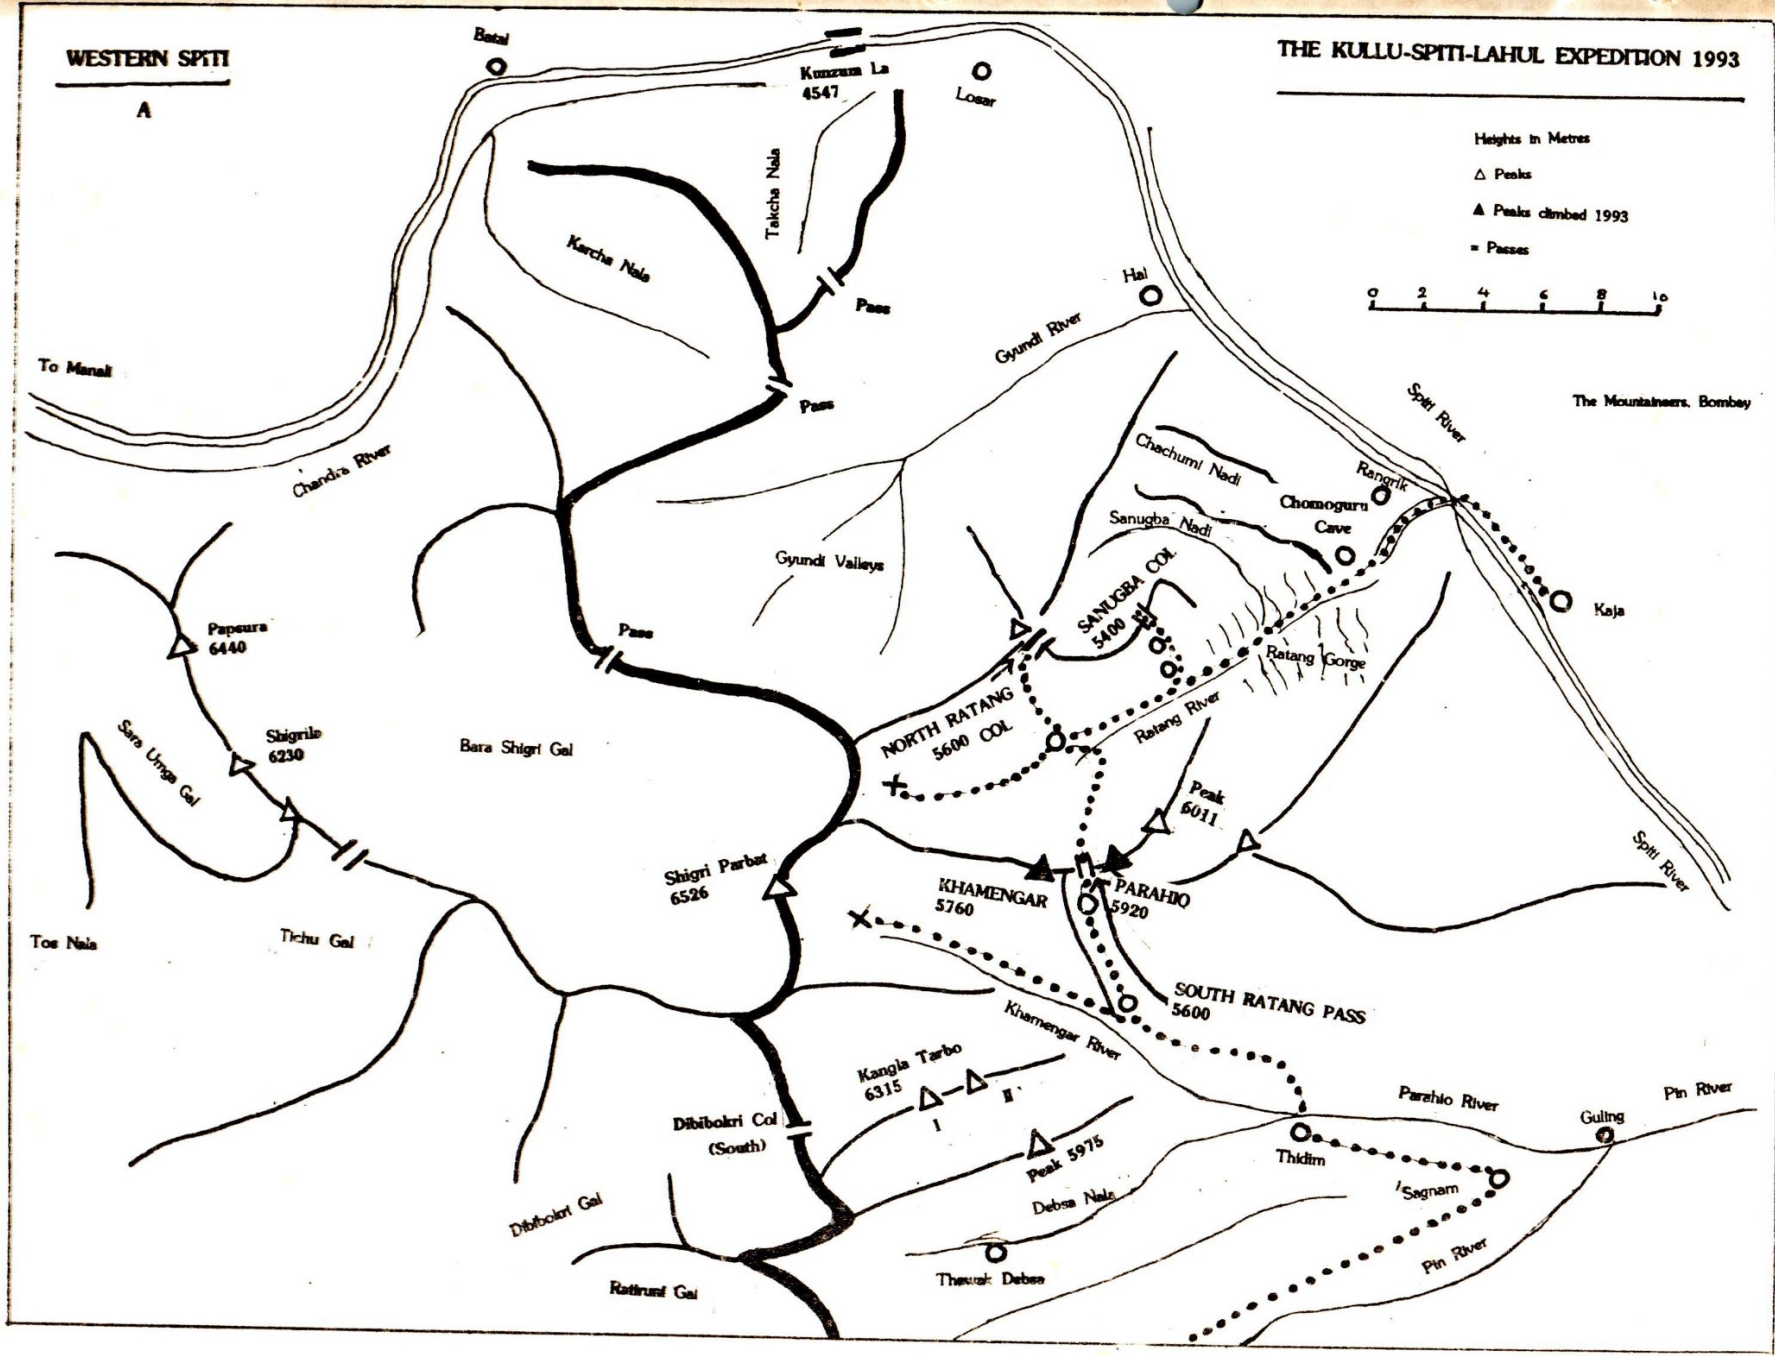 WESTERN SPITI
A
THE KULLU-SPITI-LAHUL EXPEDITION 1993
Heights in Metres
Peaks
Peaks climbed 1993
= Passes
0 2 4 6 8 10
The Mountaineers. Bombay
Batal
Kunzum La
4547
Losar
Takcha Nala
Karcha Nala
Pass
Hal
Gyundi River
To Manali
Pass
Spiti River
Chandra River
Chachumi Nadi
Rangrik
Chomoguru
Cave
Sanugba Nadi
Gyundi Valleys
SANUGBA COL
5400
Kaja
Papsura
6440
Pass
Ratang Gorge
NORTH RATANG
5600 COL
Ratang River
Sara Umga Gal
Shigrila
6230
Bara Shigri Gal
Peak
6011
Shigri Parbat
6526
KHAMENGAR
5760
PARAHIO
5920
Spiti River
Tos Nala
Tichu Gal
SOUTH RATANG PASS
5600
Khamengar River
Kangla Tarbo
6315
I
II
Parahio River
Pin River
Guling
Dibibokri Col
(South)
Peak 5975
Thidim
Sagnam
Debsa Nala
Dibibokri Gal
Pin River
Thewak Debsa
Ratiruni Gal